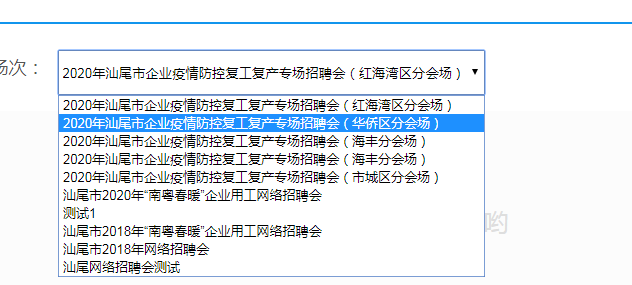 场次：
2020年汕尾市企业疫情防控复工复产专场招聘会（红海湾区分会场）
2020年汕尾市企业疫情防控复工复产专场招聘会（红海湾区分会场）
2020年汕尾市企业疫情防控复工复产专场招聘会（华侨区分会场）
2020年汕尾市企业疫情防控复工复产专场招聘会（海丰分会场）
2020年汕尾市企业疫情防控复工复产专场招聘会（海丰分会场）
2020年汕尾市企业疫情防控复工复产专场招聘会（市城区分会场）
汕尾市2020年“南粤春暖”企业用工网络招聘会
测试1
汕尾市2018年“南粤春暖”企业用工网络招聘会
哟
汕尾市2018年网络招聘会
汕尾网络招聘会测试